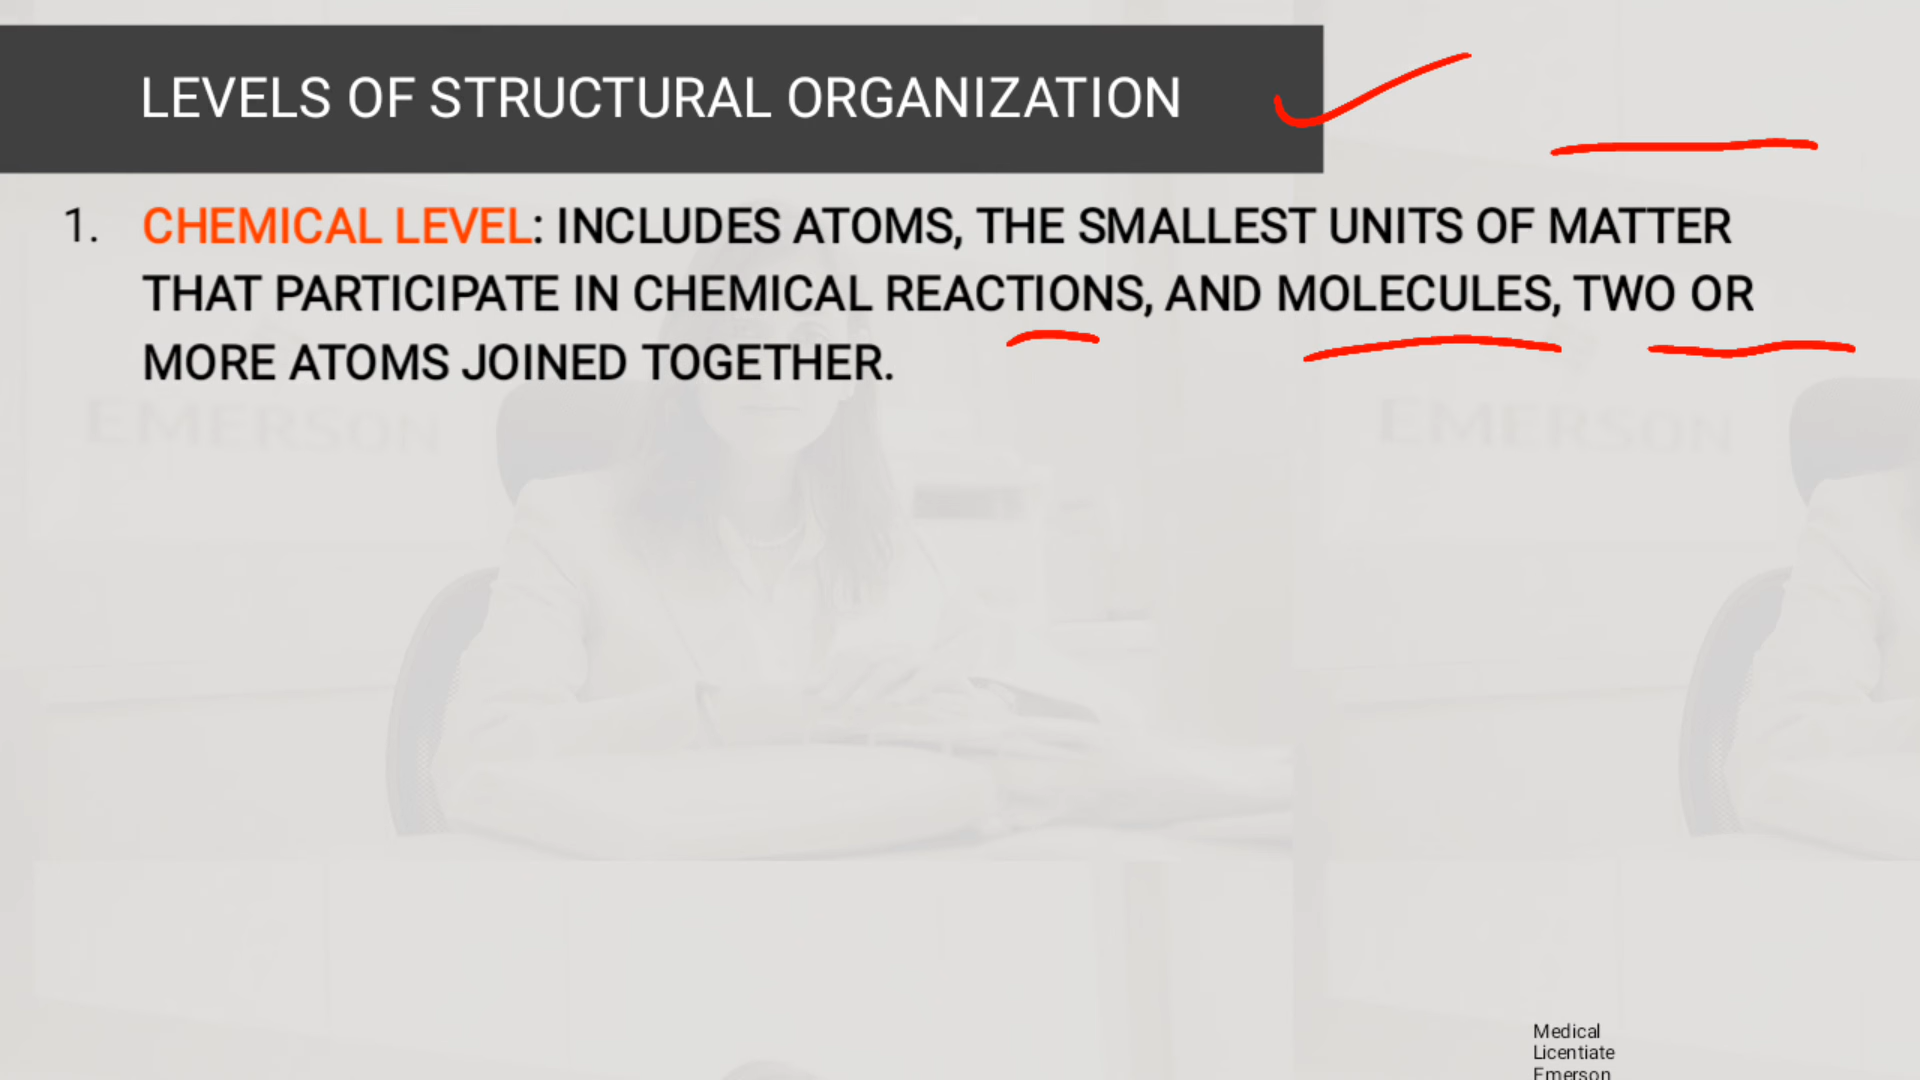 LEVELS OF STRUCTURAL ORGANIZATION
1. CHEMICAL LEVEL: INCLUDES ATOMS, THE SMALLEST UNITS OF MATTER
THAT PARTICIPATE IN CHEMICAL REACTIONS, AND MOLECULES, TWO OR
MORE ATOMS JOINED TOGETHER.
EMERSON
EMERSON
Medical
Licentiate
Emerson